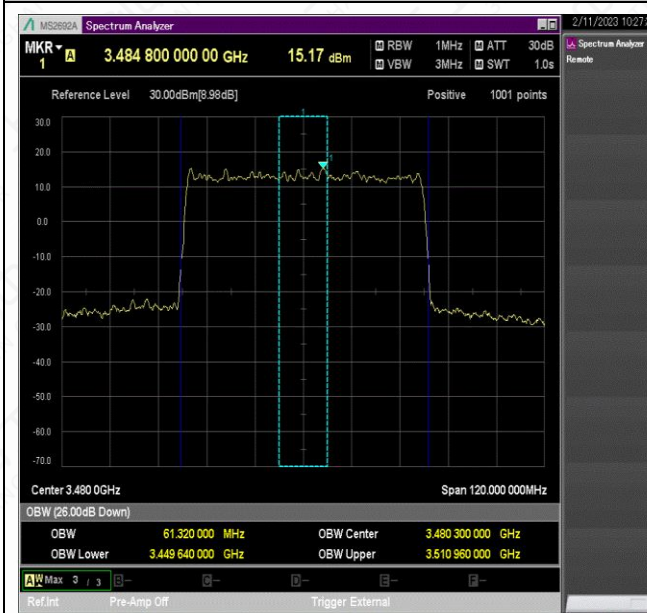 MS2692A Spectrum Analyzer
2/11/2023 10:27:
MKR 1 A 3.484 800 000 00 GHz 15.17 dBm M RBW 1MHz M ATT 30dB
M VBW 3MHz M SWT 1.0s
Spectrum Analyzer
Remote
Reference Level 30.00dBm[8.98dB] Positive 1001 points
30.0
20.0
10.0
0.0
-10.0
-20.0
-30.0
-40.0
-50.0
-60.0
-70.0
1
Center 3.480 0GHz Span 120.000 000MHz
OBW (26.00dB Down)
OBW 61.320 000 MHz OBW Center 3.480 300 000 GHz
OBW Lower 3.449 640 000 GHz OBW Upper 3.510 960 000 GHz
A W Max 3 / 3 B- C- D- E- F-
Ref.Int Pre-Amp Off Trigger External